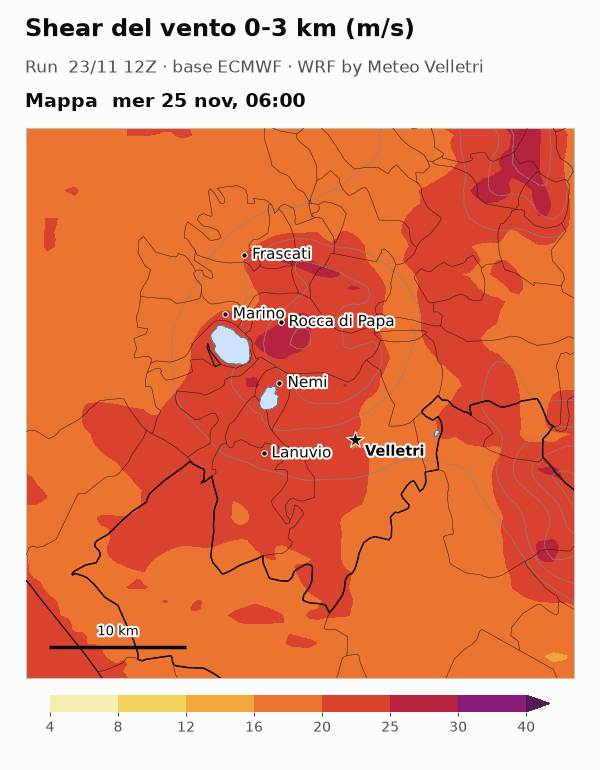 Shear del vento 0-3 km (m/s)
Run  23/11 12Z · base ECMWF · WRF by Meteo Velletri
Mappa  mer 25 nov, 06:00
Frascati
Marino
Rocca di Papa
Nemi
Velletri
Lanuvio
10 km
4 8 12 16 20 25 30 40